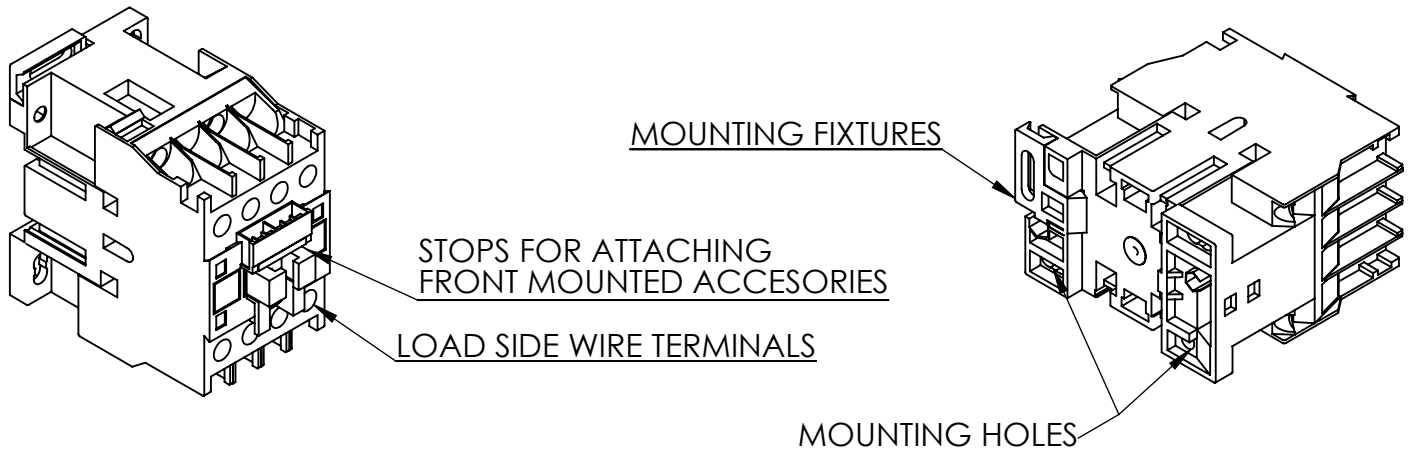 MOUNTING FIXTURES
STOPS FOR ATTACHING
FRONT MOUNTED ACCESORIES
LOAD SIDE WIRE TERMINALS
MOUNTING HOLES